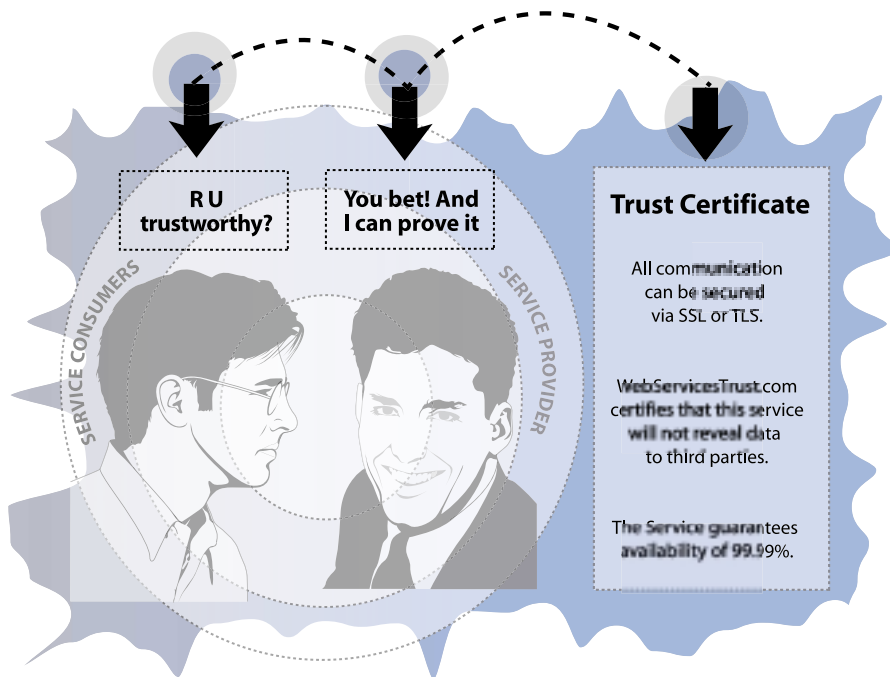 R U
trustworthy?
You bet! And
I can prove it
SERVICE CONSUMERS
SERVICE PROVIDER
Trust Certificate
All communication
can be secured
via SSL or TLS.
WebServicesTrust.com
certifies that this service
will not reveal data
to third parties.
The Service guarantees
availability of 99.99%.